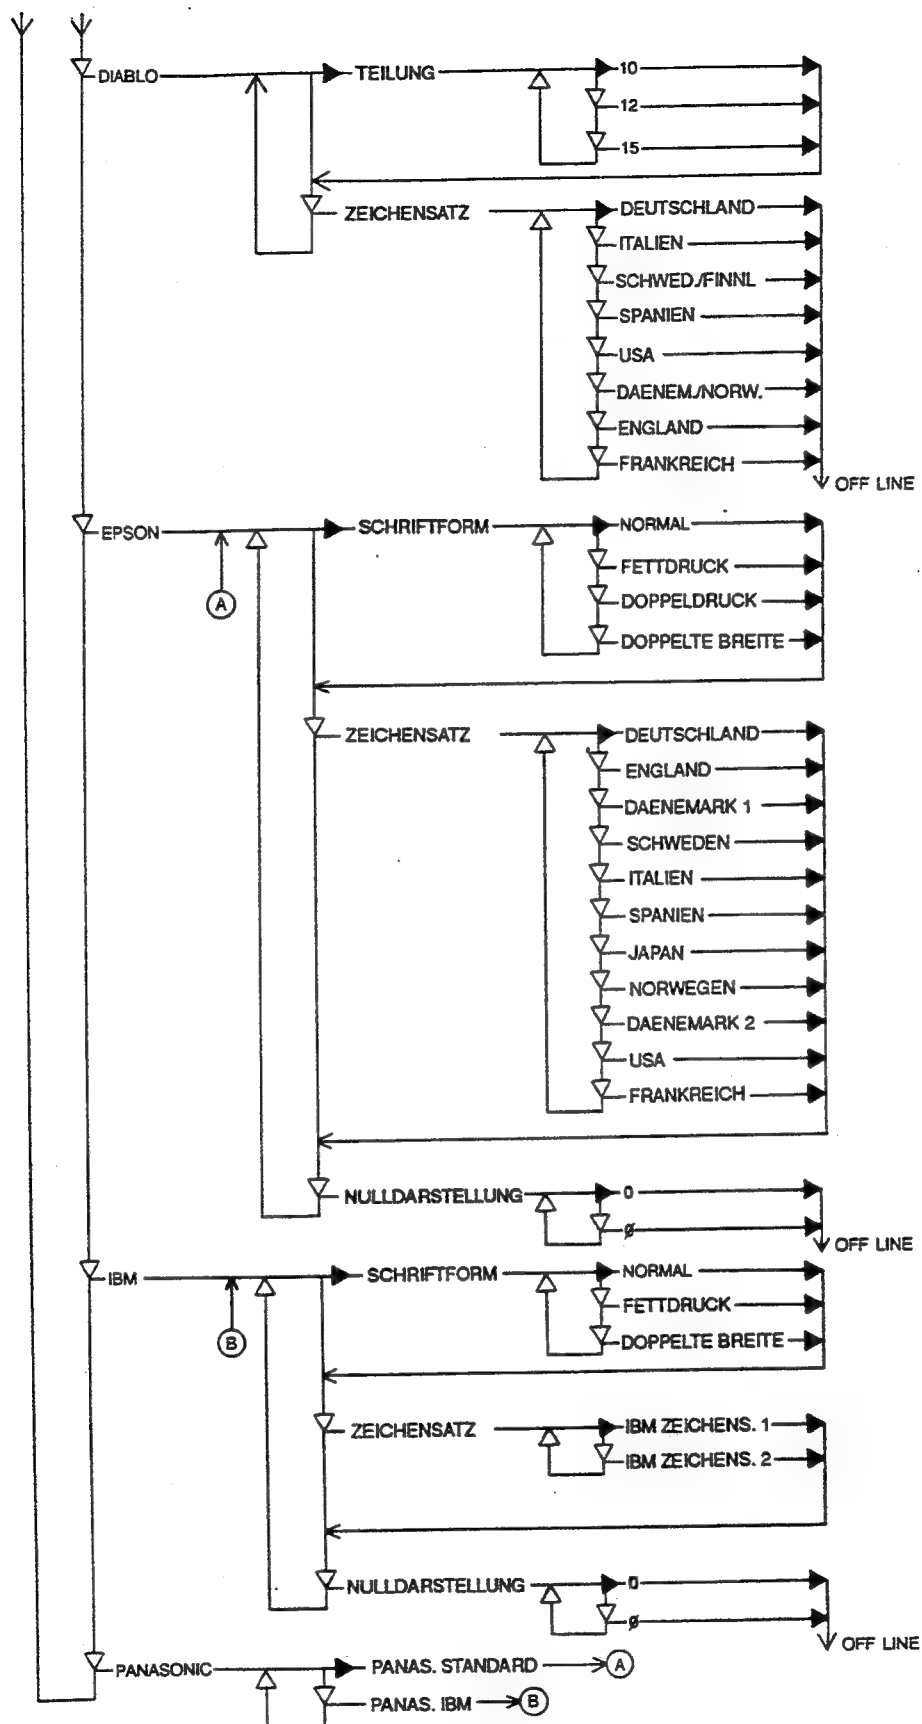 DIABLO
TEILUNG
10
12
15
ZEICHENSATZ
DEUTSCHLAND
ITALIEN
SCHWED./FINNL
SPANIEN
USA
DAENEM./NORW.
ENGLAND
FRANKREICH
OFF LINE
EPSON
A
SCHRIFTFORM
NORMAL
FETTDRUCK
DOPPELDRUCK
DOPPELTE BREITE
ZEICHENSATZ
DEUTSCHLAND
ENGLAND
DAENEMARK 1
SCHWEDEN
ITALIEN
SPANIEN
JAPAN
NORWEGEN
DAENEMARK 2
USA
FRANKREICH
NULLDARSTELLUNG
0
Ø
OFF LINE
IBM
B
SCHRIFTFORM
NORMAL
FETTDRUCK
DOPPELTE BREITE
ZEICHENSATZ
IBM ZEICHENS. 1
IBM ZEICHENS. 2
NULLDARSTELLUNG
0
Ø
OFF LINE
PANASONIC
PANAS. STANDARD
A
PANAS. IBM
B